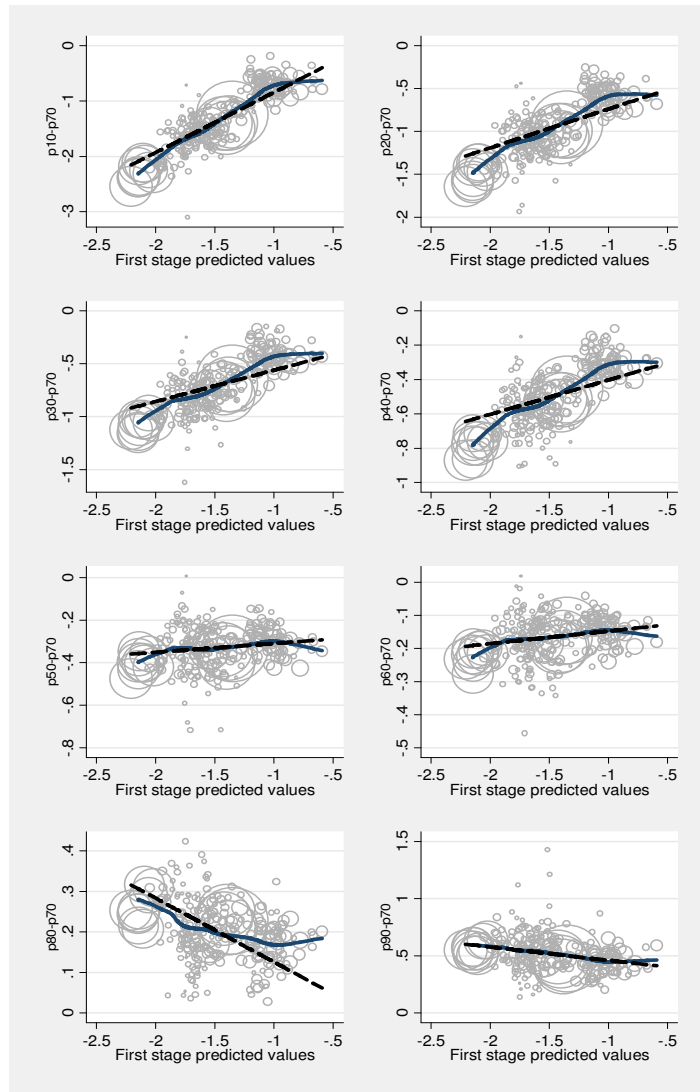 0
-1
-2
-3
p10-p70
-2.5 -2 -1.5 -1 -.5
First stage predicted values
0
-.5
-1
-1.5
-2
p20-p70
-2.5 -2 -1.5 -1 -.5
First stage predicted values
0
-.5
-1
-1.5
p30-p70
-2.5 -2 -1.5 -1 -.5
First stage predicted values
0
-.2
-.4
-.6
-.8
-1
p40-p70
-2.5 -2 -1.5 -1 -.5
First stage predicted values
0
-.2
-.4
-.6
-.8
p50-p70
-2.5 -2 -1.5 -1 -.5
First stage predicted values
0
-.1
-.2
-.3
-.4
-.5
p60-p70
-2.5 -2 -1.5 -1 -.5
First stage predicted values
.4
.3
.2
.1
0
p80-p70
-2.5 -2 -1.5 -1 -.5
First stage predicted values
1.5
1
.5
0
p90-p70
-2.5 -2 -1.5 -1 -.5
First stage predicted values